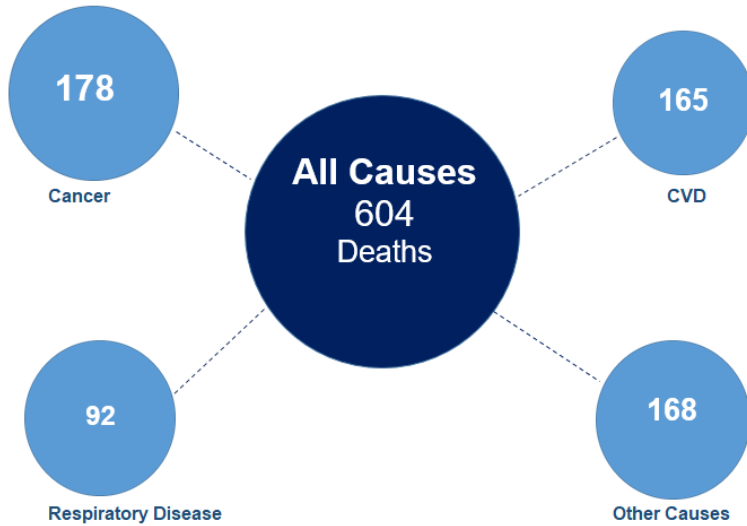 178
Cancer
165
CVD
All Causes
604
Deaths
92
Respiratory Disease
168
Other Causes